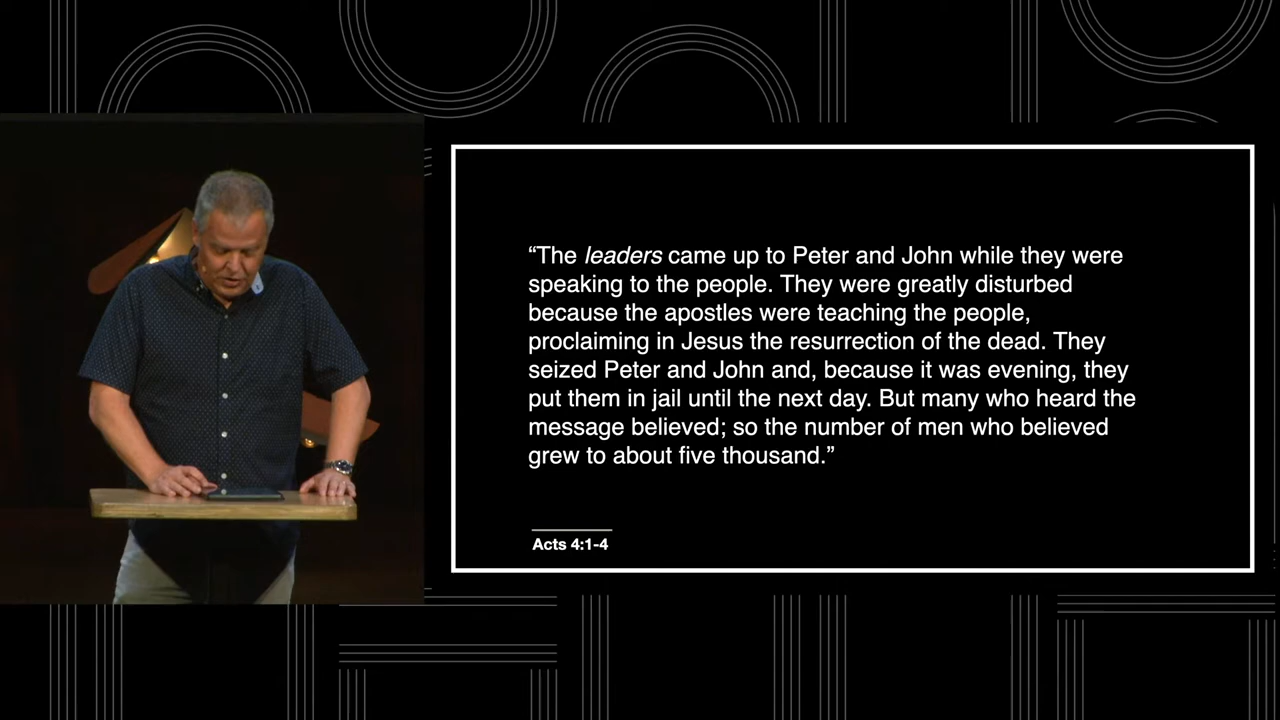 “The leaders came up to Peter and John while they were
speaking to the people. They were greatly disturbed
because the apostles were teaching the people,
proclaiming in Jesus the resurrection of the dead. They
seized Peter and John and, because it was evening, they
put them in jail until the next day. But many who heard the
message believed; so the number of men who believed
grew to about five thousand.”
Acts 4:1-4